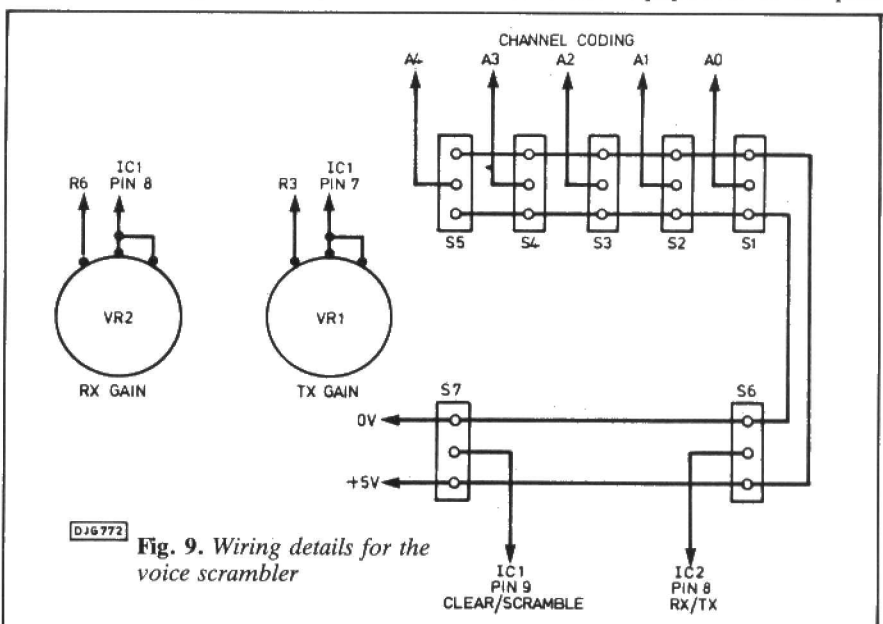 CHANNEL CODING
A4 A3 A2 A1 A0
IC1
PIN 8
R6
IC1
PIN 7
R3
S5 S4 S3 S2 S1
VR2
VR1
RX GAIN
TX GAIN
S7
S6
0V
+5V
DJG772
Fig. 9. Wiring details for the
voice scrambler
IC1
PIN 9
CLEAR/SCRAMBLE
IC2
PIN 8
RX/TX